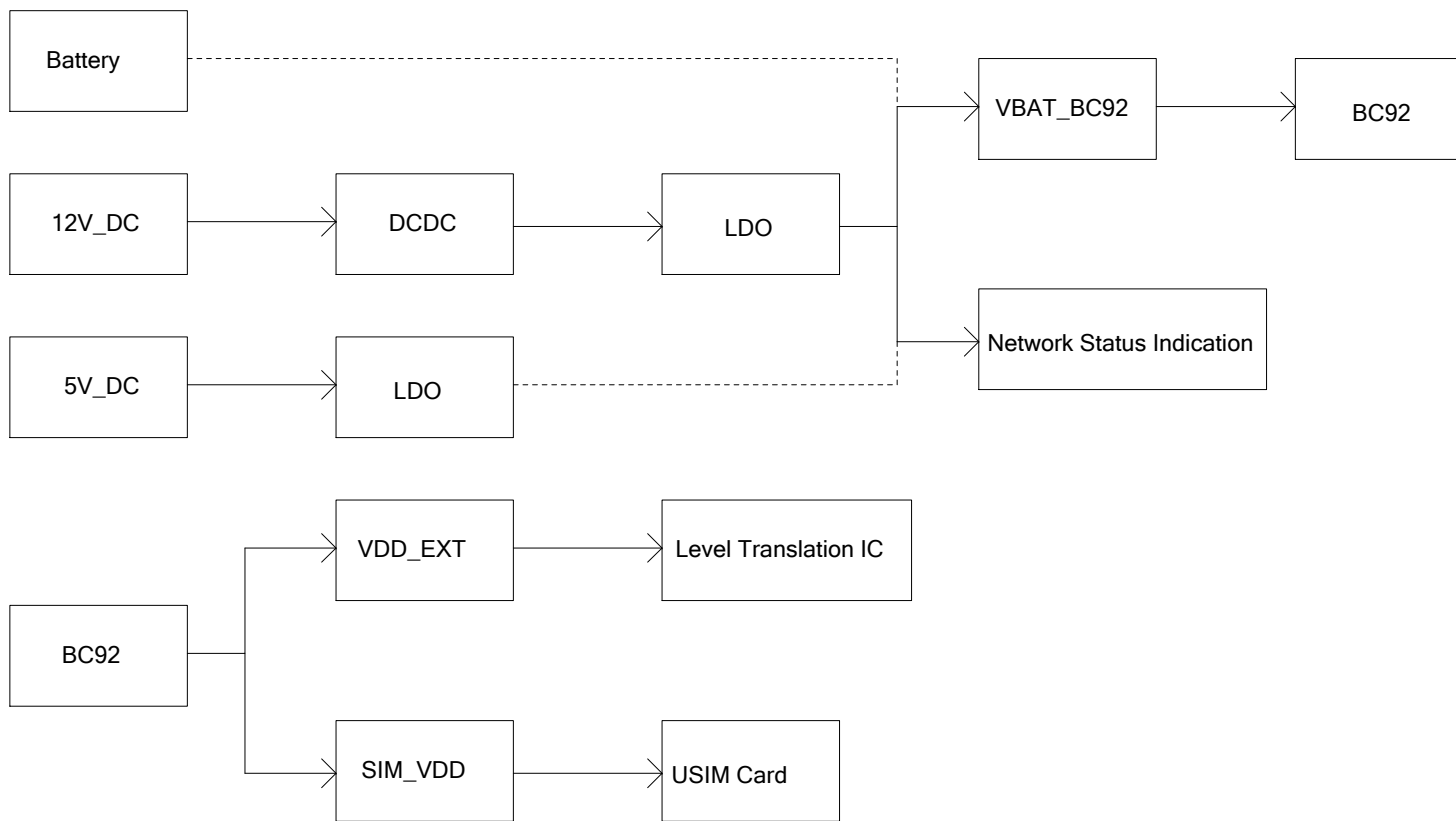 Battery
VBAT_BC92
BC92
12V_DC
DCDC
LDO
Network Status Indication
5V_DC
LDO
VDD_EXT
Level Translation IC
BC92
SIM_VDD
USIM Card